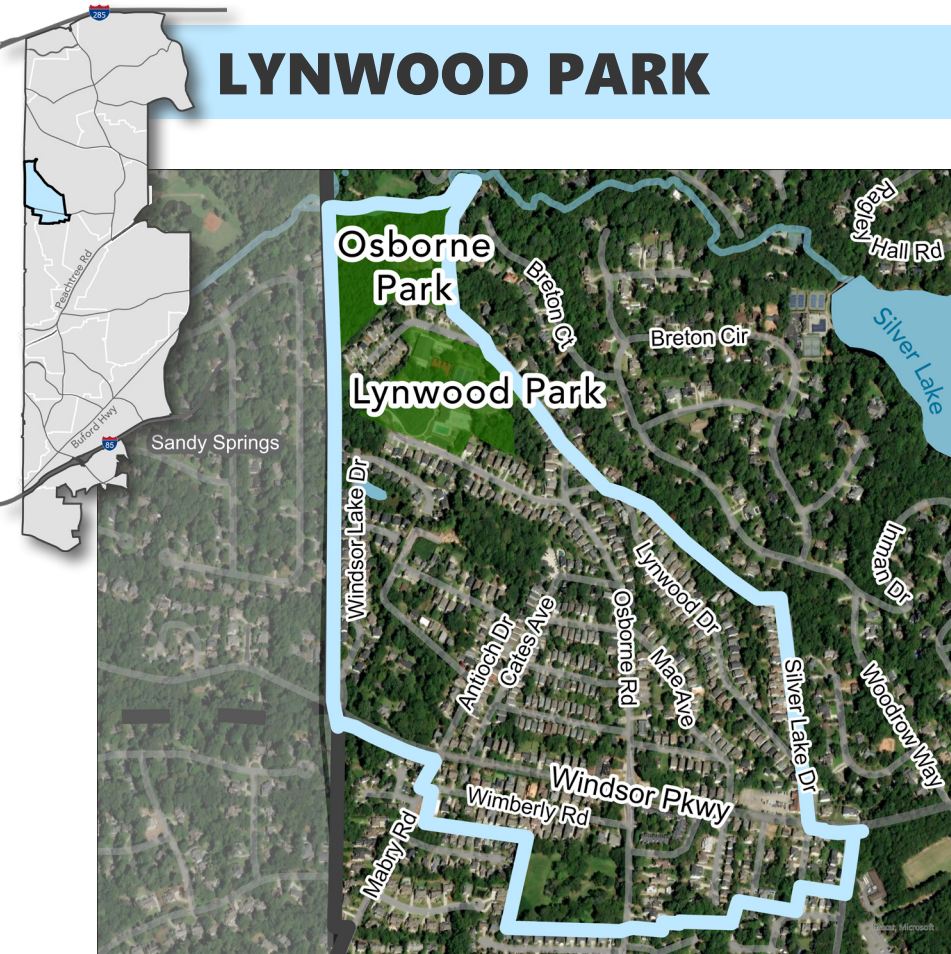 285
LYNWOOD PARK
Peachtree Rd
Buford Hwy
85
Sandy Springs
Osborne
Park
Lynwood Park
Breton Ct
Breton Cir
Ragley
Hall Rd
Silver Lake
Windsor Lake Dr
Inman Dr
Lynwood Dr
Osborne Rd
Mae Ave
Antioch Dr
Cates Ave
Silver Lake Dr
Woodrow Way
Windsor Pkwy
Wimberly Rd
Mabry Rd
Microsoft